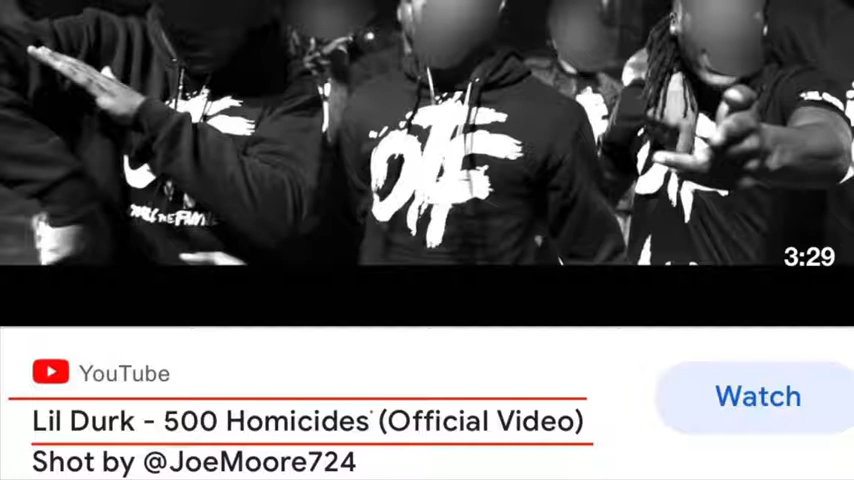 OTF
3:29
YouTube
Watch
Lil Durk - 500 Homicides (Official Video)
Shot by @JoeMoore724